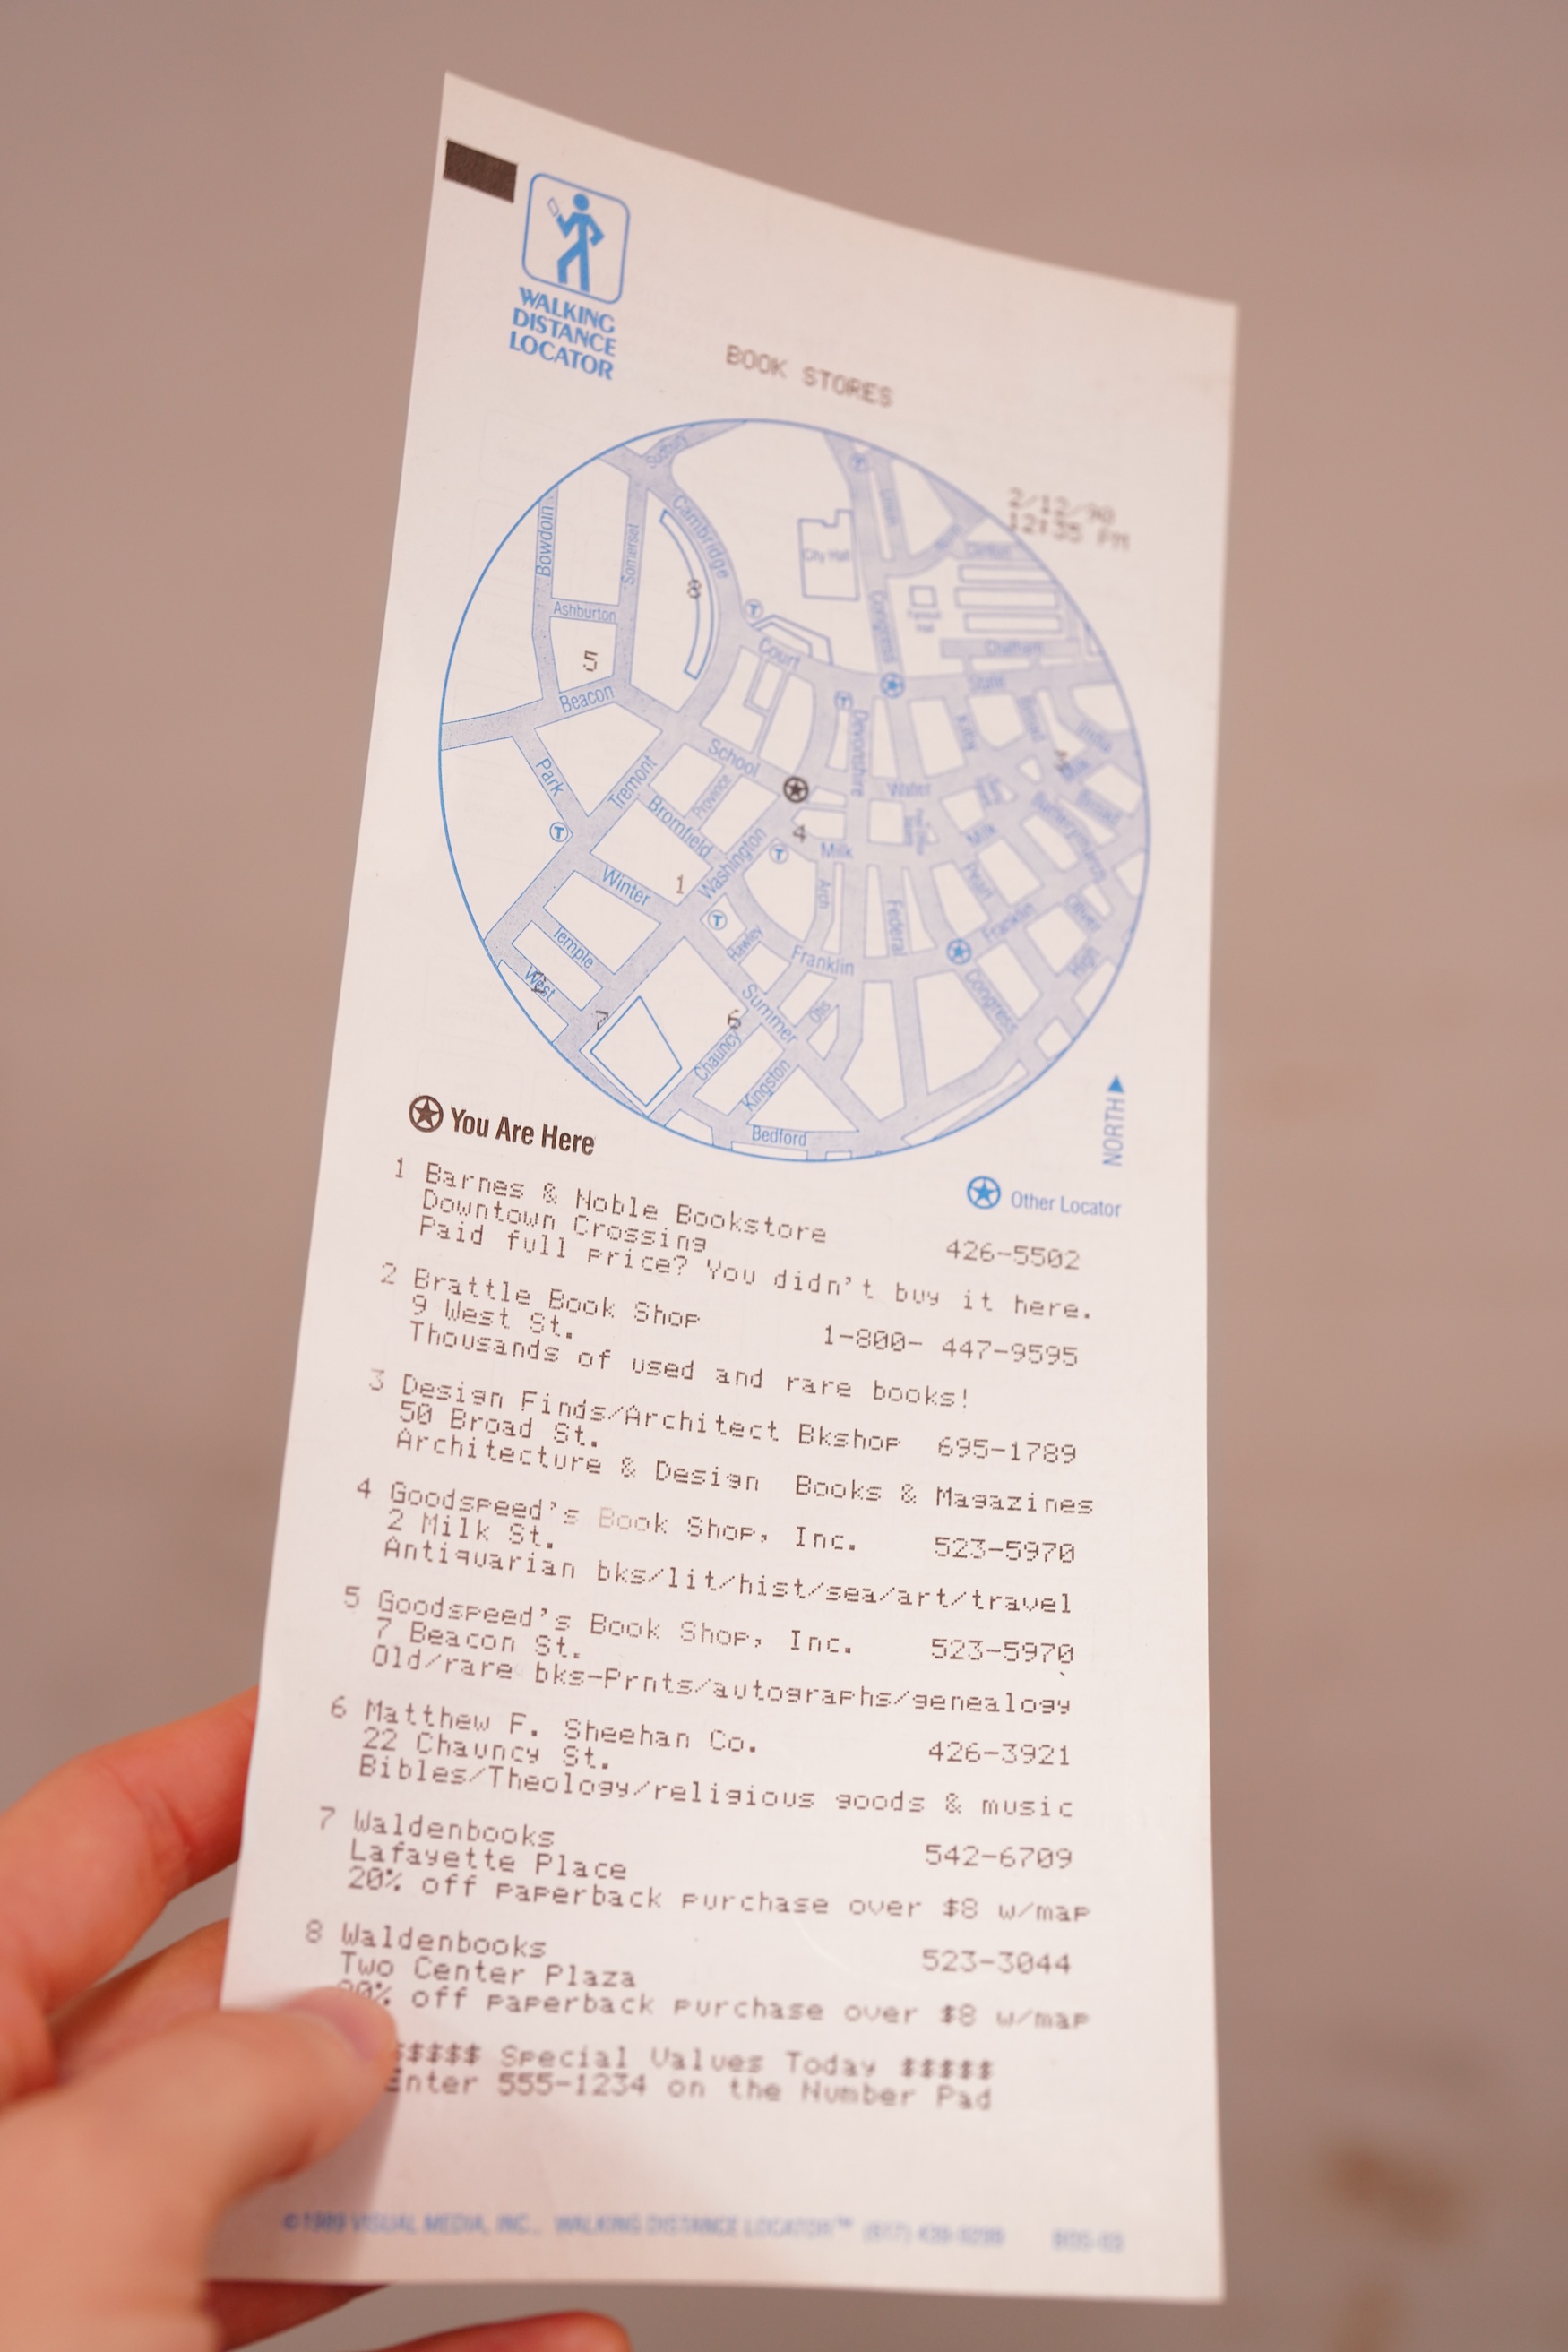 WALKING
DISTANCE
LOCATOR
BOOK STORES
2/12/90
12:35 PM
Sudbury
Cambridge
Bowdoin
Somerset
Union
City Hall
8
Ashburton
T
Congress
Faneuil
Hall
5
Court
Chatham
Beacon
State
T
Devonshire
Kilby
Broad
India
School
Park
Tremont
Province
Water
3
Milk
Broad
Bromfield
4
Batterymarch
T
Washington
T
Milk
Milk
1
Winter
Arch
Pearl
Federal
Oliver
T
Franklin
Hawley
Temple
Franklin
High
West
2
Congress
7
6
Summer
Otis
Chauncy
Kingston
Bedford
NORTH
You Are Here
Other Locator
1 Barnes & Noble Bookstore 426-5502
Downtown Crossing
Paid full price? You didn't buy it here.
2 Brattle Book Shop 1-800- 447-9595
9 West St.
Thousands of used and rare books!
3 Design Finds/Architect Bkshop 695-1789
50 Broad St.
Architecture & Design Books & Magazines
4 Goodspeed's Book Shop, Inc. 523-5970
2 Milk St.
Antiquarian bks/lit/hist/sea/art/travel
5 Goodspeed's Book Shop, Inc. 523-5970
7 Beacon St.
Old/rare bks-Prnts/autographs/genealogy
6 Matthew F. Sheehan Co. 426-3921
22 Chauncy St.
Bibles/Theology/religious goods & music
7 Waldenbooks 542-6709
Lafayette Place
20% off paperback purchase over $8 w/map
8 Waldenbooks 523-3044
Two Center Plaza
20% off paperback purchase over $8 w/map
$$$$$ Special Values Today $$$$$
Enter 555-1234 on the Number Pad
©1989 VISUAL MEDIA, INC., WALKING DISTANCE LOCATOR™ (617)